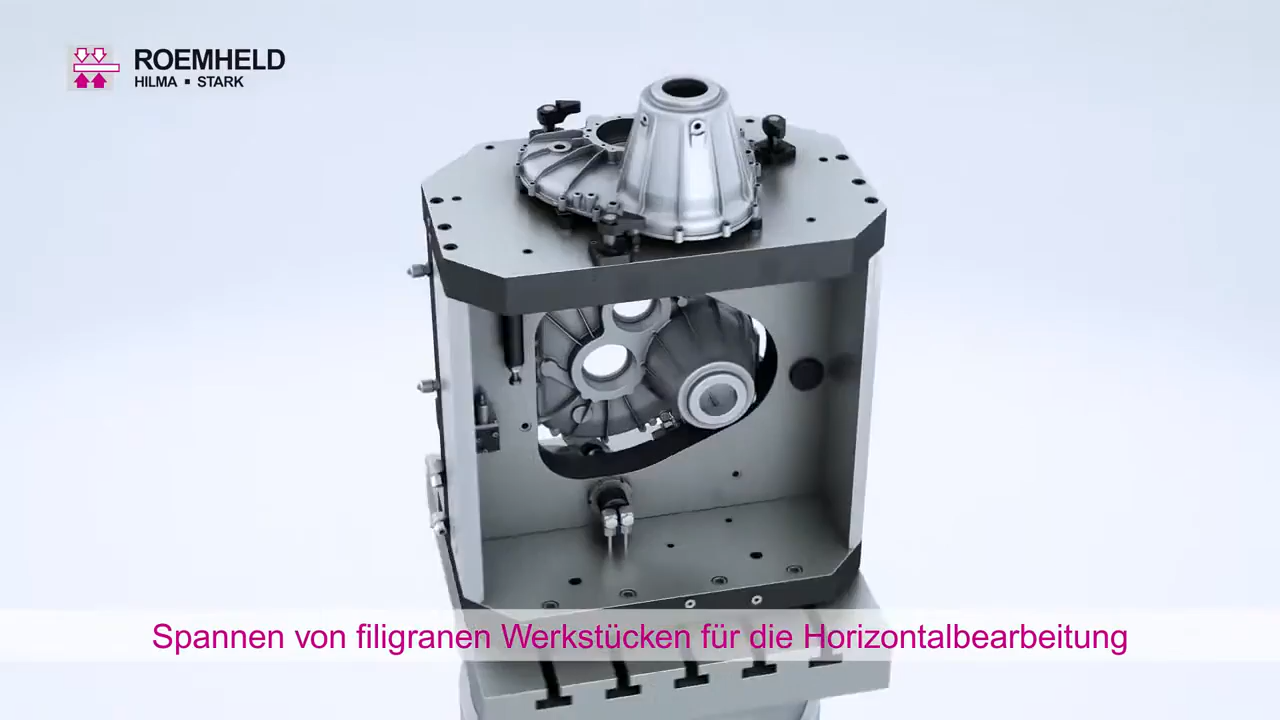 ROEMHELD
HILMA ▪ STARK
Spannen von filigranen Werkstücken für die Horizontalbearbeitung